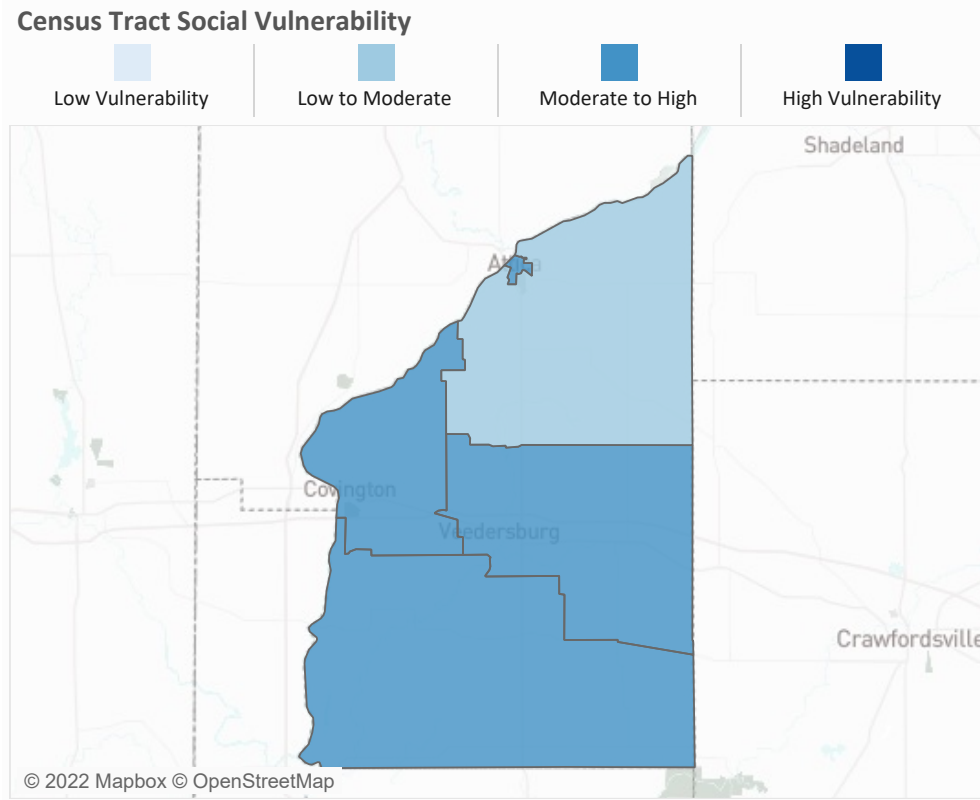 Census Tract Social Vulnerability
Low Vulnerability
Low to Moderate
Moderate to High
High Vulnerability
Shadeland
Attica
Covington
Veedersburg
Crawfordsville
© 2022 Mapbox © OpenStreetMap